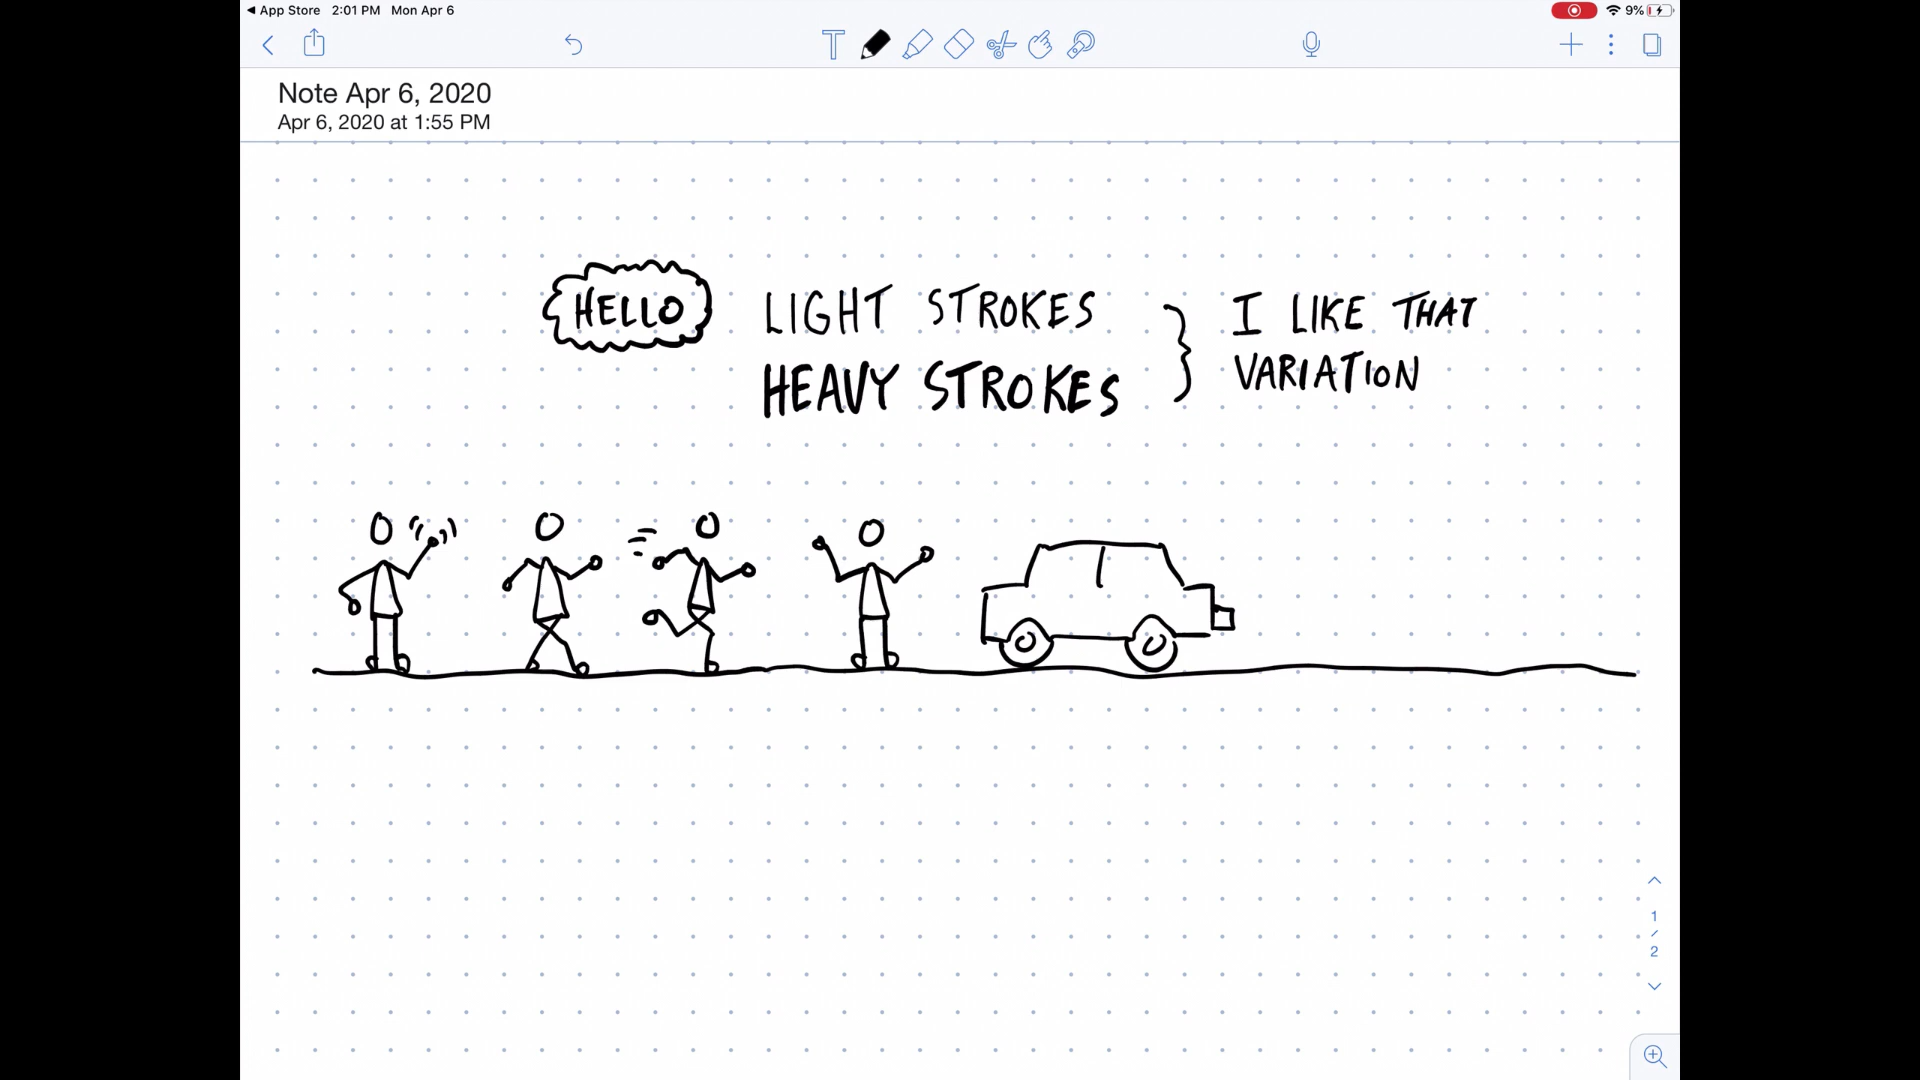 App Store 2:01 PM Mon Apr 6 9%
T
Note Apr 6, 2020
Apr 6, 2020 at 1:55 PM
HELLO
LIGHT STROKES
HEAVY STROKES
I LIKE THAT
VARIATION
1
/
2